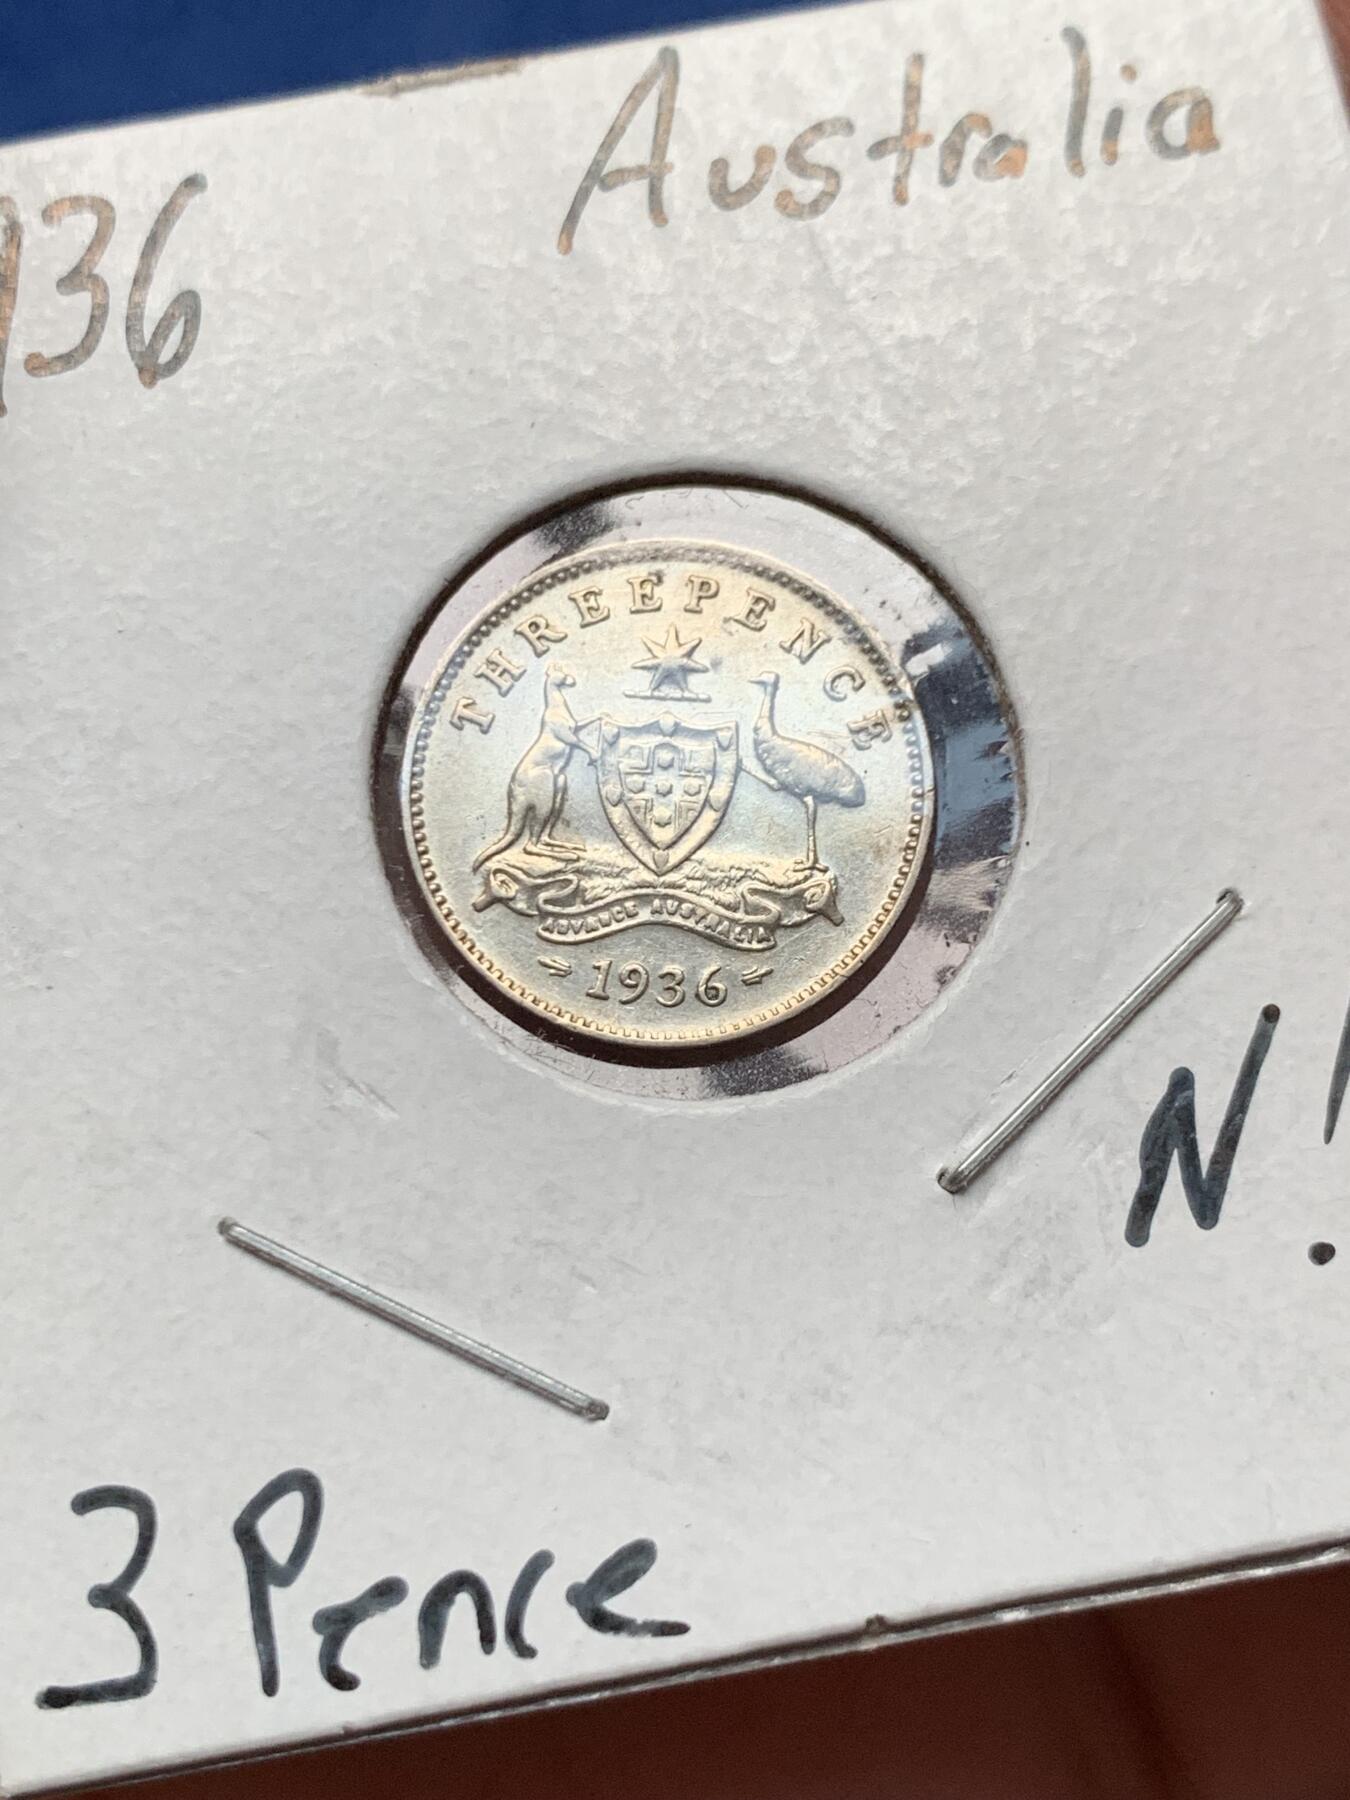 Australia
1936
THREEPENCE
ADVANCE AUSTRALIA
1936
N!
3 Pence